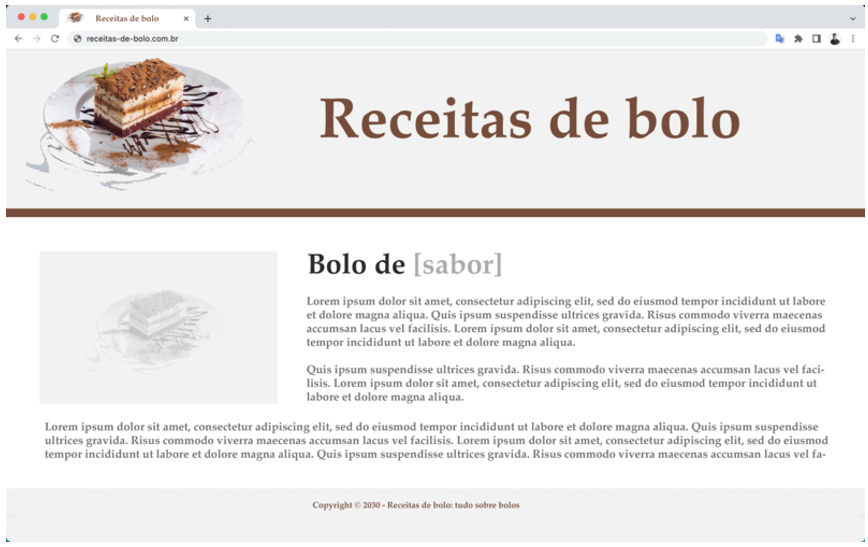 Receitas de bolo
receitas-de-bolo.com.br
Receitas de bolo
Bolo de [sabor]
Lorem ipsum dolor sit amet, consectetur adipiscing elit, sed do eiusmod tempor incididunt ut labore
et dolore magna aliqua. Quis ipsum suspendisse ultrices gravida. Risus commodo viverra maecenas
accumsan lacus vel facilisis. Lorem ipsum dolor sit amet, consectetur adipiscing elit, sed do eiusmod
tempor incididunt ut labore et dolore magna aliqua.
Quis ipsum suspendisse ultrices gravida. Risus commodo viverra maecenas accumsan lacus vel faci-
lisis. Lorem ipsum dolor sit amet, consectetur adipiscing elit, sed do eiusmod tempor incididunt ut
labore et dolore magna aliqua.
Lorem ipsum dolor sit amet, consectetur adipiscing elit, sed do eiusmod tempor incididunt ut labore et dolore magna aliqua. Quis ipsum suspendisse
ultrices gravida. Risus commodo viverra maecenas accumsan lacus vel facilisis. Lorem ipsum dolor sit amet, consectetur adipiscing elit, sed do eiusmod
tempor incididunt ut labore et dolore magna aliqua. Quis ipsum suspendisse ultrices gravida. Risus commodo viverra maecenas accumsan lacus vel fa-
Copyright © 2030 - Receitas de bolo: tudo sobre bolos